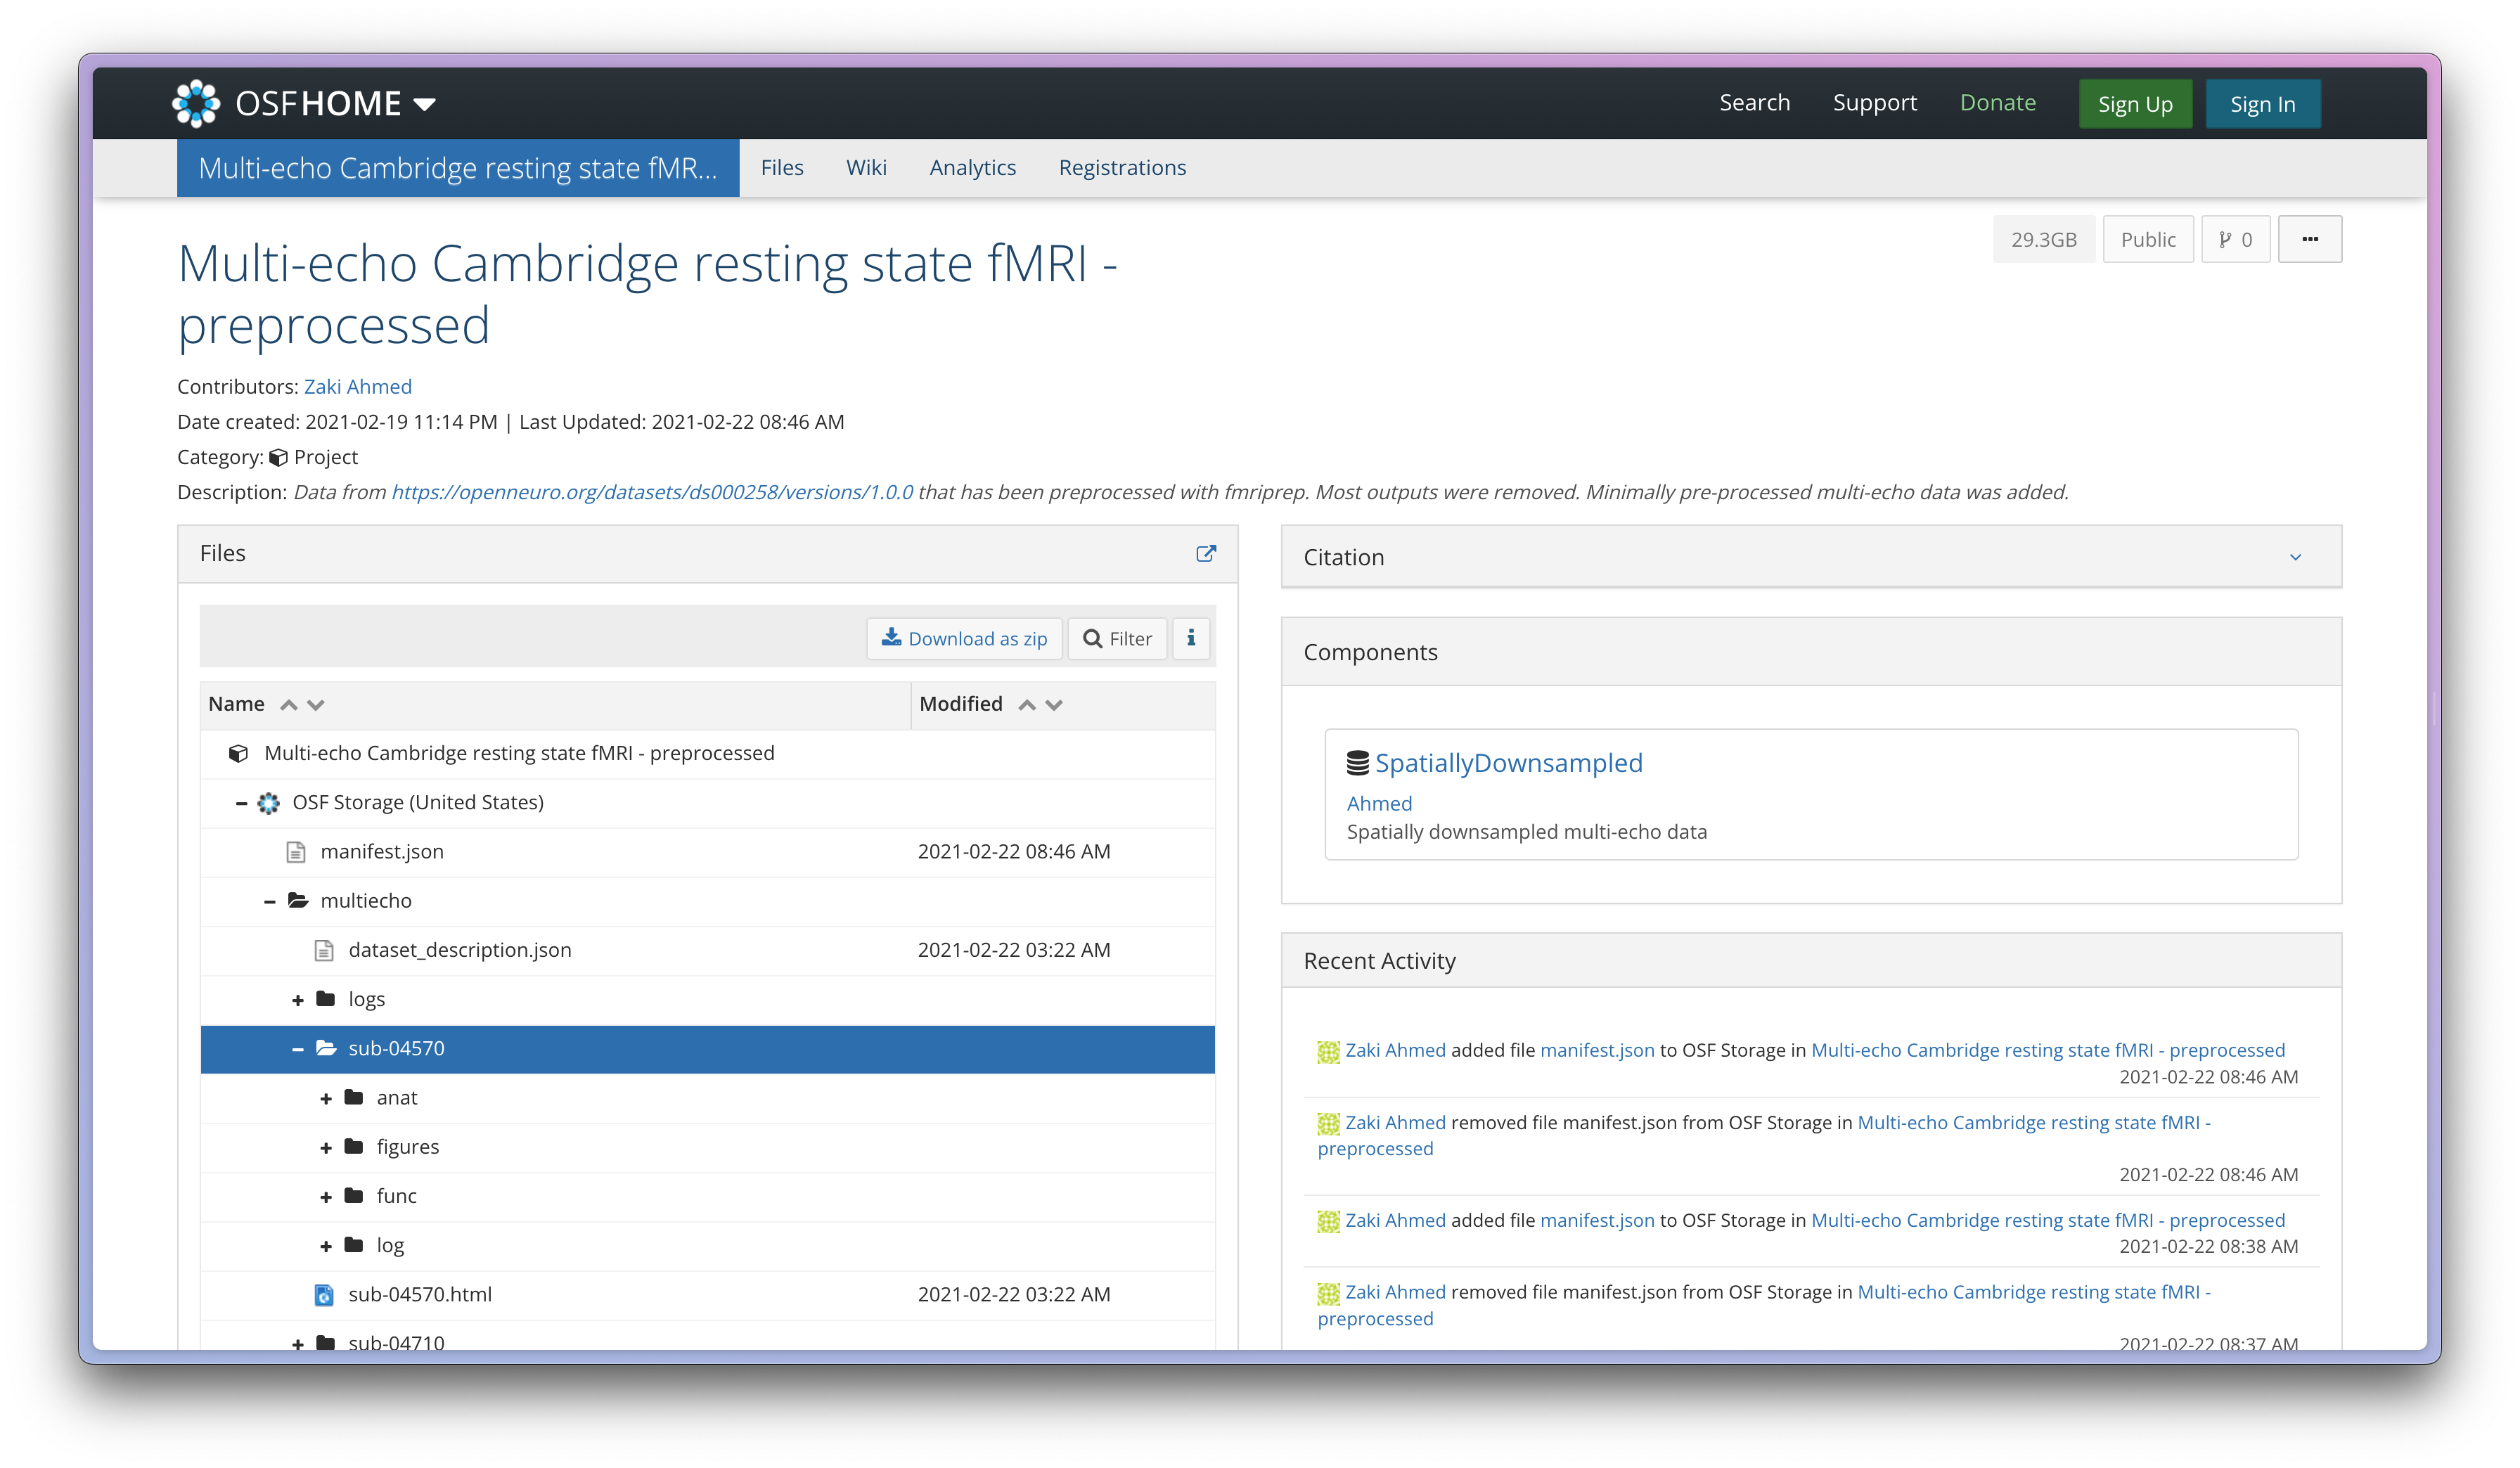 OSFHOME
Search
Support
Donate
Sign Up
Sign In
Multi-echo Cambridge resting state fMR...
Files
Wiki
Analytics
Registrations
29.3GB
Public
0
Multi-echo Cambridge resting state fMRI -
preprocessed
Contributors: Zaki Ahmed
Date created: 2021-02-19 11:14 PM | Last Updated: 2021-02-22 08:46 AM
Category: Project
Description: Data from https://openneuro.org/datasets/ds000258/versions/1.0.0 that has been preprocessed with fmriprep. Most outputs were removed. Minimally pre-processed multi-echo data was added.
Files
Download as zip
Filter
i
Name
Modified
Multi-echo Cambridge resting state fMRI - preprocessed
OSF Storage (United States)
manifest.json 2021-02-22 08:46 AM
multiecho
dataset_description.json 2021-02-22 03:22 AM
logs
sub-04570
anat
figures
func
log
sub-04570.html 2021-02-22 03:22 AM
sub-04710
Citation
Components
SpatiallyDownsampled
Ahmed
Spatially downsampled multi-echo data
Recent Activity
Zaki Ahmed added file manifest.json to OSF Storage in Multi-echo Cambridge resting state fMRI - preprocessed
2021-02-22 08:46 AM
Zaki Ahmed removed file manifest.json from OSF Storage in Multi-echo Cambridge resting state fMRI -
preprocessed
2021-02-22 08:46 AM
Zaki Ahmed added file manifest.json to OSF Storage in Multi-echo Cambridge resting state fMRI - preprocessed
2021-02-22 08:38 AM
Zaki Ahmed removed file manifest.json from OSF Storage in Multi-echo Cambridge resting state fMRI -
preprocessed
2021-02-22 08:37 AM